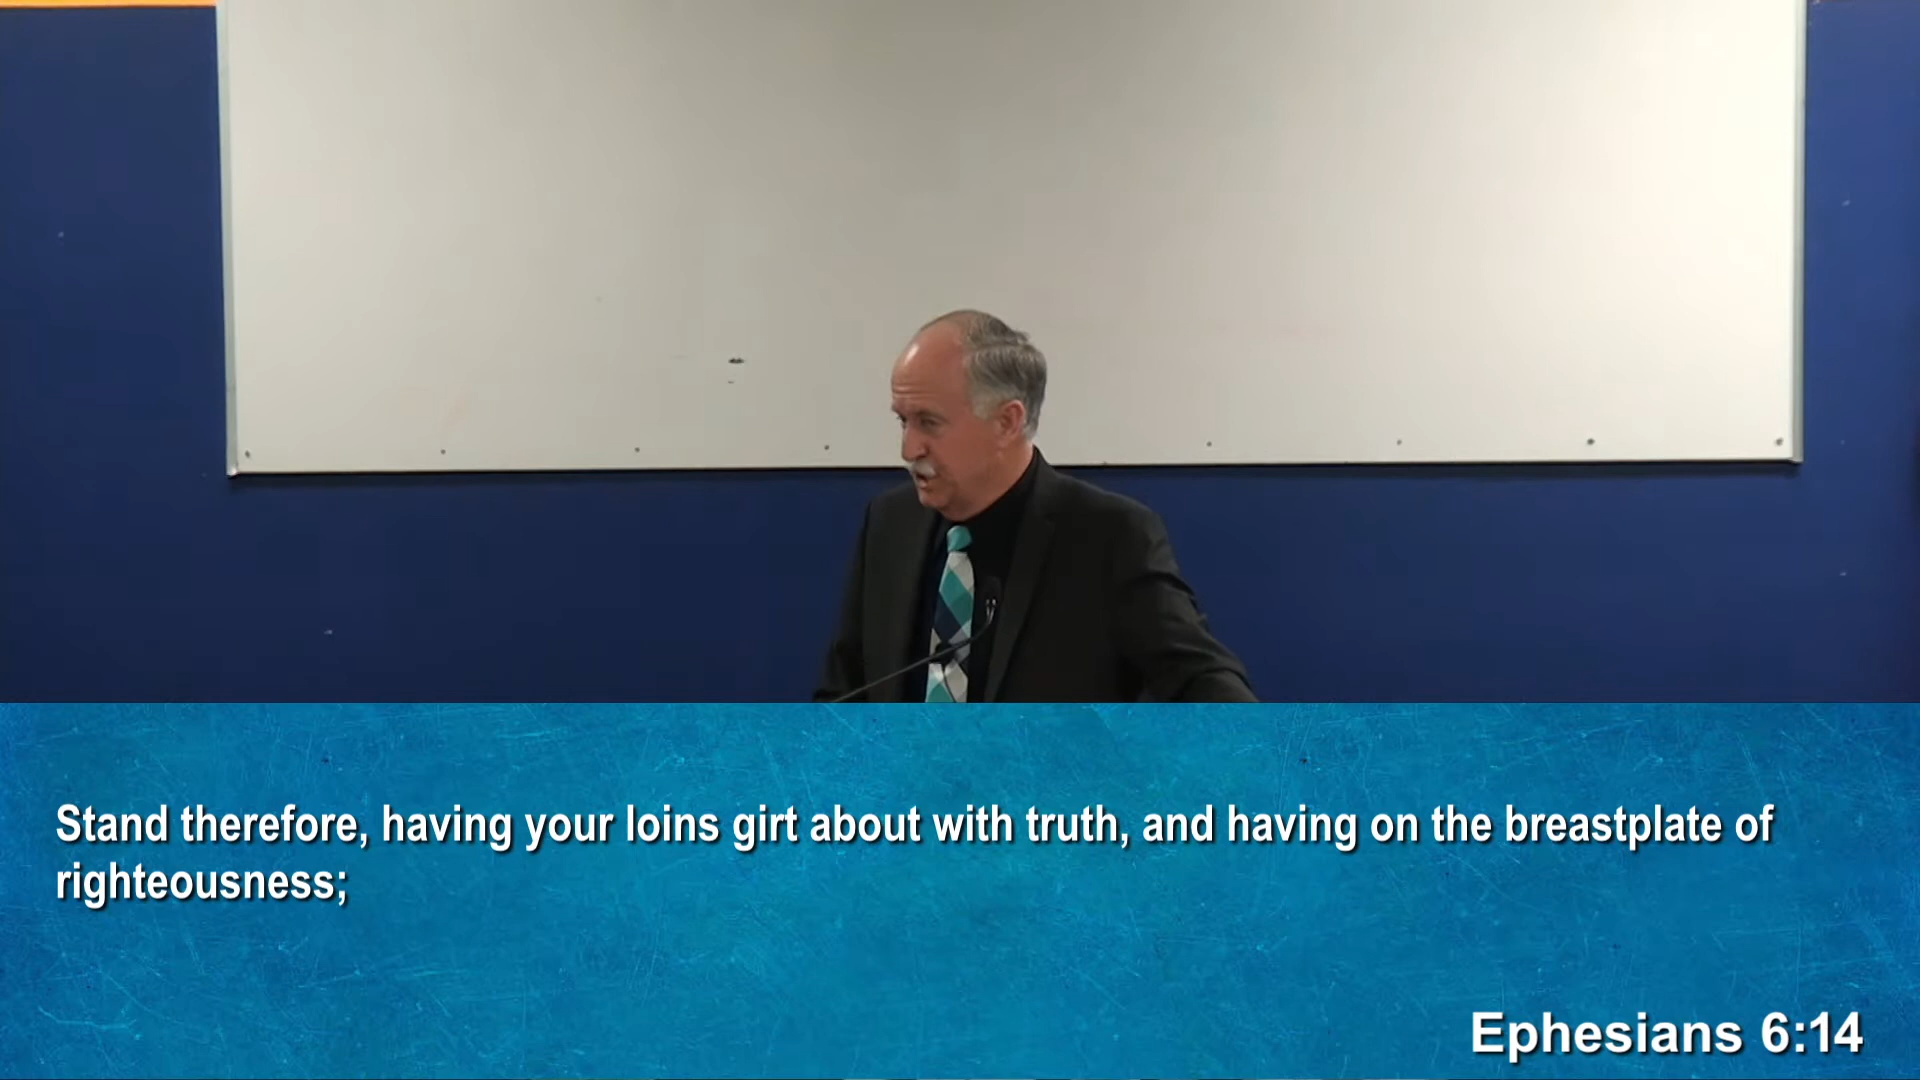 Stand therefore, having your loins girt about with truth, and having on the breastplate of
righteousness;
Ephesians 6:14